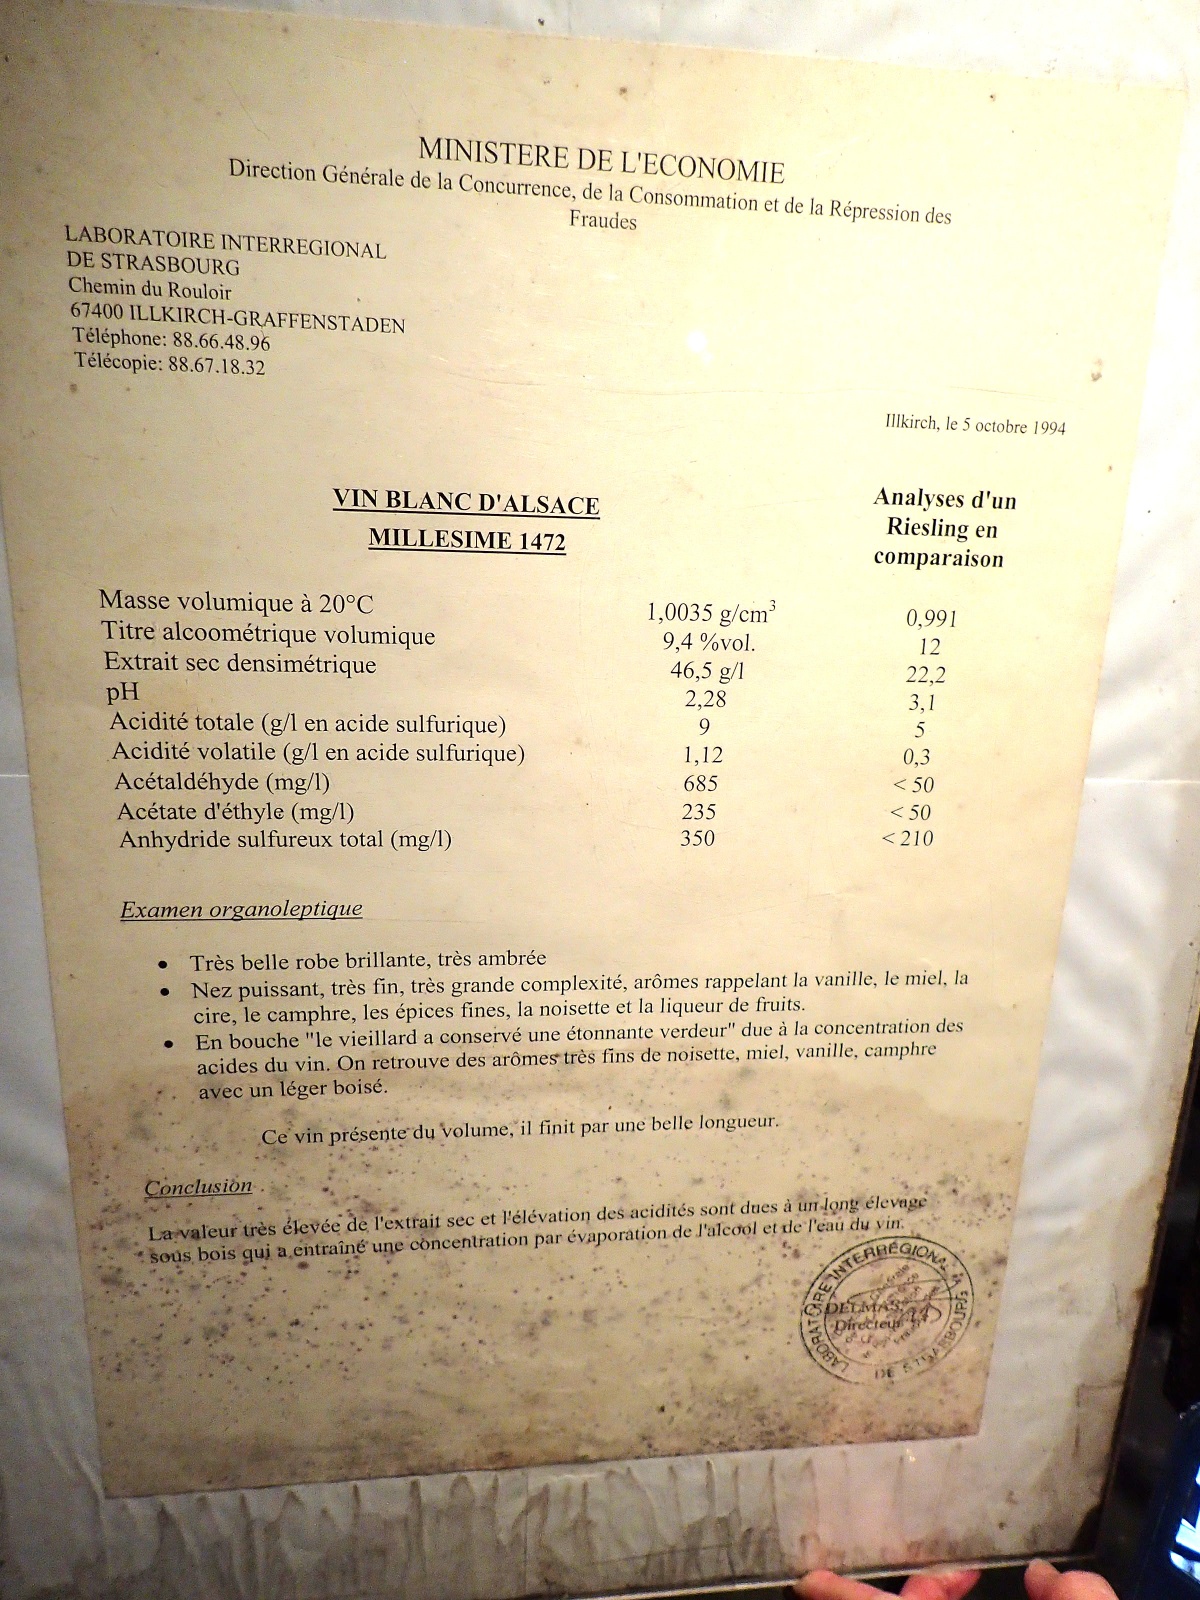 MINISTERE DE L'ECONOMIE
Direction Générale de la Concurrence, de la Consommation et de la Répression des
Fraudes
LABORATOIRE INTERREGIONAL
DE STRASBOURG
Chemin du Rouloir
67400 ILLKIRCH-GRAFFENSTADEN
Téléphone: 88.66.48.96
Télécopie: 88.67.18.32
Illkirch, le 5 octobre 1994
VIN BLANC D'ALSACE
MILLESIME 1472
Analyses d'un
Riesling en
comparaison
Masse volumique à 20°C 1,0035 g/cm³ 0,991
Titre alcoométrique volumique 9,4 %vol. 12
Extrait sec densimétrique 46,5 g/l 22,2
pH 2,28 3,1
Acidité totale (g/l en acide sulfurique) 9 5
Acidité volatile (g/l en acide sulfurique) 1,12 0,3
Acétaldéhyde (mg/l) 685 < 50
Acétate d'éthyle (mg/l) 235 < 50
Anhydride sulfureux total (mg/l) 350 < 210
Examen organoleptique
• Très belle robe brillante, très ambrée
• Nez puissant, très fin, très grande complexité, arômes rappelant la vanille, le miel, la
cire, le camphre, les épices fines, la noisette et la liqueur de fruits.
• En bouche "le vieillard a conservé une étonnante verdeur" due à la concentration des
acides du vin. On retrouve des arômes très fins de noisette, miel, vanille, camphre
avec un léger boisé.
Ce vin présente du volume, il finit par une belle longueur.
Conclusion
La valeur très élevée de l'extrait sec et l'élévation des acidités sont dues à un long élevage
sous bois qui a entraîné une concentration par évaporation de l'alcool et de l'eau du vin.
LABORATOIRE INTERRÉGIONAL
DELMAS
Directeur
DE STRASBOURG